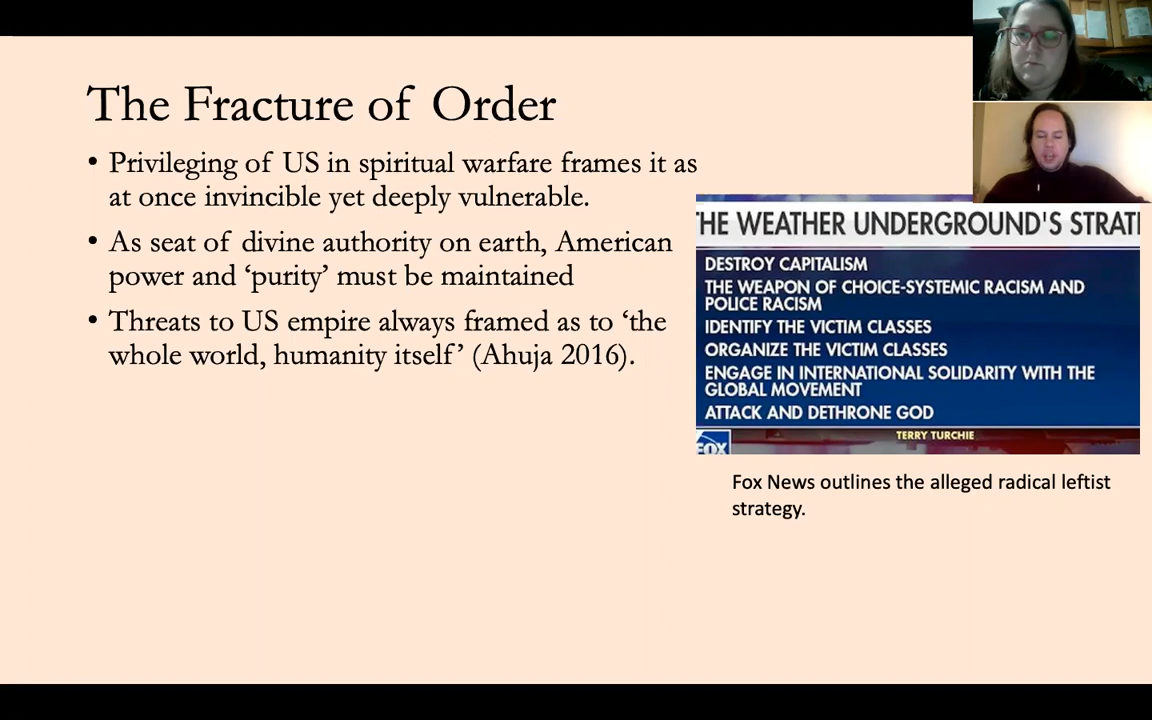 The Fracture of Order
• Privileging of US in spiritual warfare frames it as
at once invincible yet deeply vulnerable.
• As seat of divine authority on earth, American
power and ‘purity’ must be maintained
• Threats to US empire always framed as to ‘the
whole world, humanity itself’ (Ahuja 2016).
HE WEATHER UNDERGROUND'S STRATE
DESTROY CAPITALISM
THE WEAPON OF CHOICE-SYSTEMIC RACISM AND
POLICE RACISM
IDENTIFY THE VICTIM CLASSES
ORGANIZE THE VICTIM CLASSES
ENGAGE IN INTERNATIONAL SOLIDARITY WITH THE
GLOBAL MOVEMENT
ATTACK AND DETHRONE GOD
TERRY TURCHIE
FOX
Fox News outlines the alleged radical leftist
strategy.